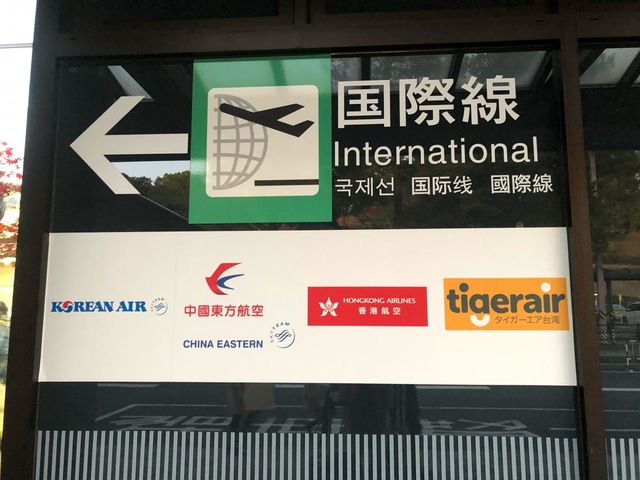 国際線
International
국제선 国际线 國際線
KOREAN AIR
中國東方航空
CHINA EASTERN
SKYTEAM
HONGKONG AIRLINES
香港航空
tigerair
タイガーエア台湾